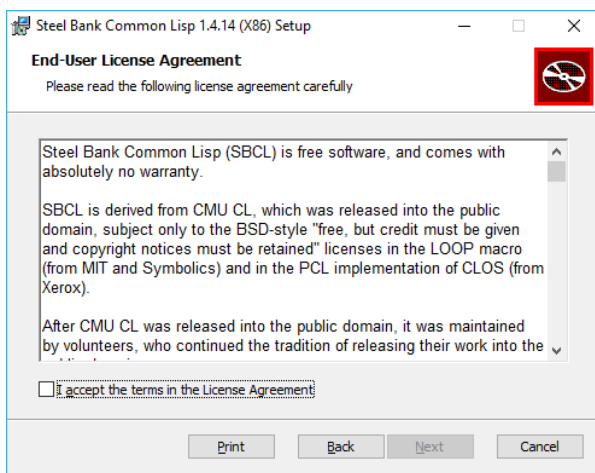 Steel Bank Common Lisp 1.4.14 (X86) Setup
End-User License Agreement
Please read the following license agreement carefully
Steel Bank Common Lisp (SBCL) is free software, and comes with
absolutely no warranty.
SBCL is derived from CMU CL, which was released into the public
domain, subject only to the BSD-style "free, but credit must be given
and copyright notices must be retained" licenses in the LOOP macro
(from MIT and Symbolics) and in the PCL implementation of CLOS (from
Xerox).
After CMU CL was released into the public domain, it was maintained
by volunteers, who continued the tradition of releasing their work into the
I accept the terms in the License Agreement
Print Back Next Cancel